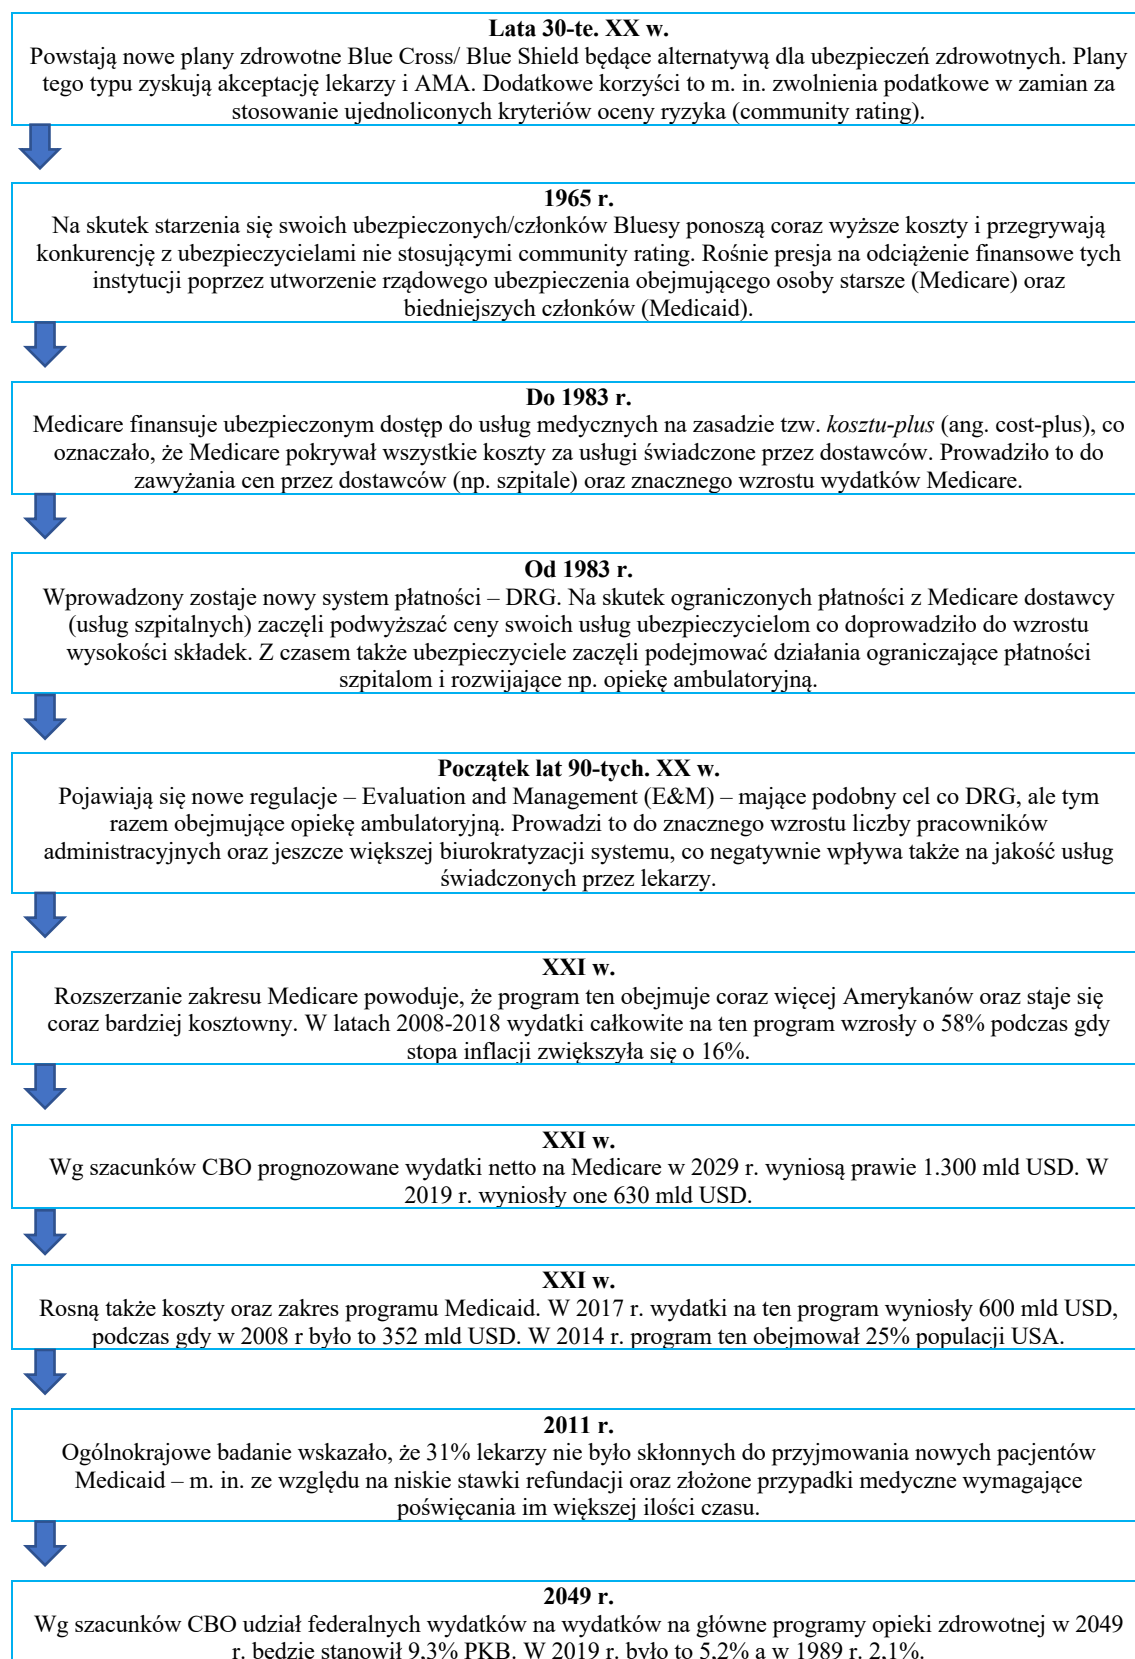 Lata 30-te. XX w.
Powstają nowe plany zdrowotne Blue Cross/ Blue Shield będące alternatywą dla ubezpieczeń zdrowotnych. Plany
tego typu zyskują akceptację lekarzy i AMA. Dodatkowe korzyści to m. in. zwolnienia podatkowe w zamian za
stosowanie ujednoliconych kryteriów oceny ryzyka (community rating).
1965 r.
Na skutek starzenia się swoich ubezpieczonych/członków Bluesy ponoszą coraz wyższe koszty i przegrywają
konkurencję z ubezpieczycielami nie stosującymi community rating. Rośnie presja na odciążenie finansowe tych
instytucji poprzez utworzenie rządowego ubezpieczenia obejmującego osoby starsze (Medicare) oraz
biedniejszych członków (Medicaid).
Do 1983 r.
Medicare finansuje ubezpieczonym dostęp do usług medycznych na zasadzie tzw. kosztu-plus (ang. cost-plus), co
oznaczało, że Medicare pokrywał wszystkie koszty za usługi świadczone przez dostawców. Prowadziło to do
zawyżania cen przez dostawców (np. szpitale) oraz znacznego wzrostu wydatków Medicare.
Od 1983 r.
Wprowadzony zostaje nowy system płatności – DRG. Na skutek ograniczonych płatności z Medicare dostawcy
(usług szpitalnych) zaczęli podwyższać ceny swoich usług ubezpieczycielom co doprowadziło do wzrostu
wysokości składek. Z czasem także ubezpieczyciele zaczęli podejmować działania ograniczające płatności
szpitalom i rozwijające np. opiekę ambulatoryjną.
Początek lat 90-tych. XX w.
Pojawiają się nowe regulacje – Evaluation and Management (E&M) – mające podobny cel co DRG, ale tym
razem obejmujące opiekę ambulatoryjną. Prowadzi to do znacznego wzrostu liczby pracowników
administracyjnych oraz jeszcze większej biurokratyzacji systemu, co negatywnie wpływa także na jakość usług
świadczonych przez lekarzy.
XXI w.
Rozszerzanie zakresu Medicare powoduje, że program ten obejmuje coraz więcej Amerykanów oraz staje się
coraz bardziej kosztowny. W latach 2008-2018 wydatki całkowite na ten program wzrosły o 58% podczas gdy
stopa inflacji zwiększyła się o 16%.
XXI w.
Wg szacunków CBO prognozowane wydatki netto na Medicare w 2029 r. wyniosą prawie 1.300 mld USD. W
2019 r. wyniosły one 630 mld USD.
XXI w.
Rosną także koszty oraz zakres programu Medicaid. W 2017 r. wydatki na ten program wyniosły 600 mld USD,
podczas gdy w 2008 r było to 352 mld USD. W 2014 r. program ten obejmował 25% populacji USA.
2011 r.
Ogólnokrajowe badanie wskazało, że 31% lekarzy nie było skłonnych do przyjmowania nowych pacjentów
Medicaid – m. in. ze względu na niskie stawki refundacji oraz złożone przypadki medyczne wymagające
poświęcania im większej ilości czasu.
2049 r.
Wg szacunków CBO udział federalnych wydatków na wydatków na główne programy opieki zdrowotnej w 2049
r. będzie stanowił 9,3% PKB. W 2019 r. było to 5,2% a w 1989 r. 2,1%.